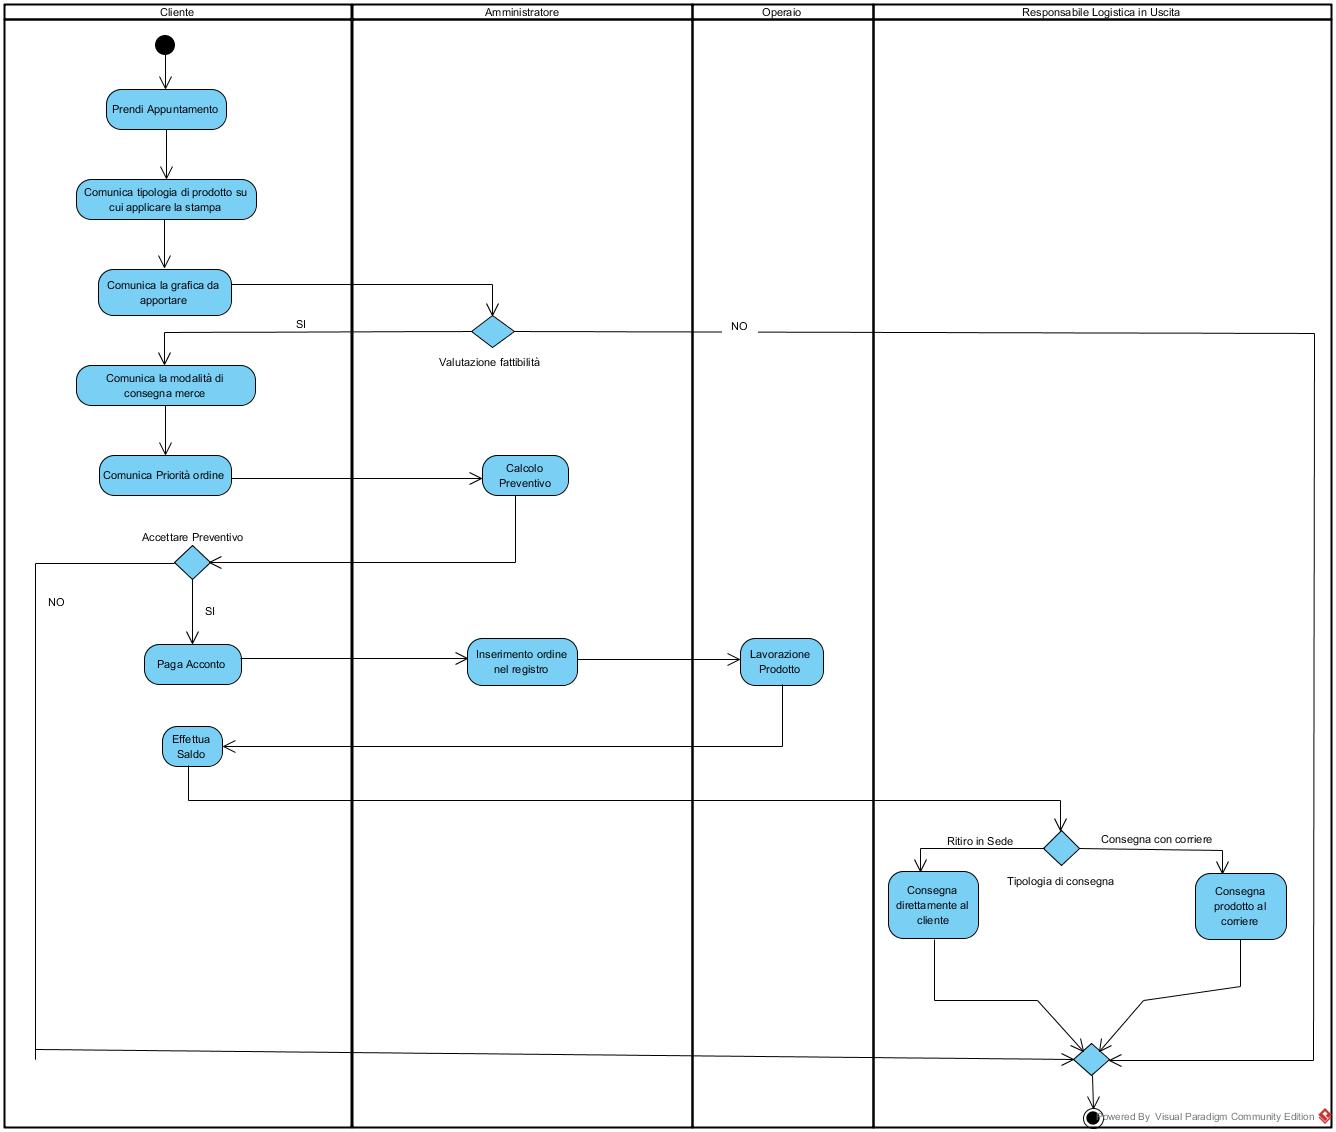 Cliente
Amministratore
Operaio
Responsabile Logistica in Uscita
Prendi Appuntamento
Comunica tipologia di prodotto su
cui applicare la stampa
Comunica la grafica da
apportare
SI
NO
Valutazione fattibilità
Comunica la modalità di
consegna merce
Comunica Priorità ordine
Calcolo
Preventivo
Accettare Preventivo
NO
SI
Paga Acconto
Inserimento ordine
nel registro
Lavorazione
Prodotto
Effettua
Saldo
Ritiro in Sede
Consegna con corriere
Tipologia di consegna
Consegna
direttamente al
cliente
Consegna
prodotto al
corriere
owered By Visual Paradigm Community Edition